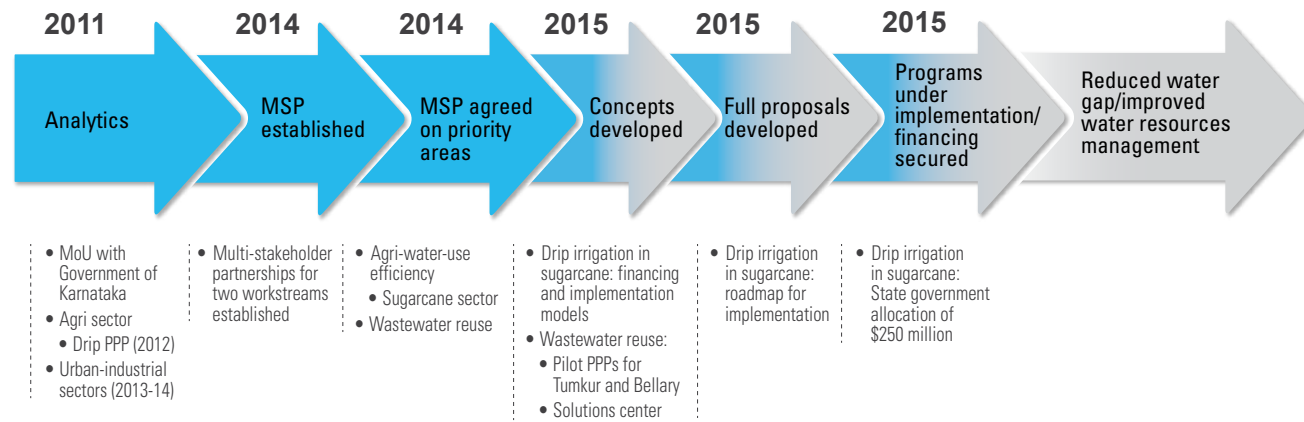 2011
2014
2014
2015
2015
2015
Analytics
MSP
established
MSP agreed
on priority
areas
Concepts
developed
Full proposals
developed
Programs
under
implementation/
financing
secured
Reduced water
gap/improved
water resources
management
• MoU with
Government of
Karnataka
• Agri sector
• Drip PPP (2012)
• Urban-industrial
sectors (2013-14)
• Multi-stakeholder
partnerships for
two workstreams
established
• Agri-water-use
efficiency
• Sugarcane sector
• Wastewater reuse
• Drip irrigation in
sugarcane: financing
and implementation
models
• Wastewater reuse:
• Pilot PPPs for
Tumkur and Bellary
• Solutions center
• Drip irrigation
in sugarcane:
roadmap for
implementation
• Drip irrigation
in sugarcane:
State government
allocation of
$250 million